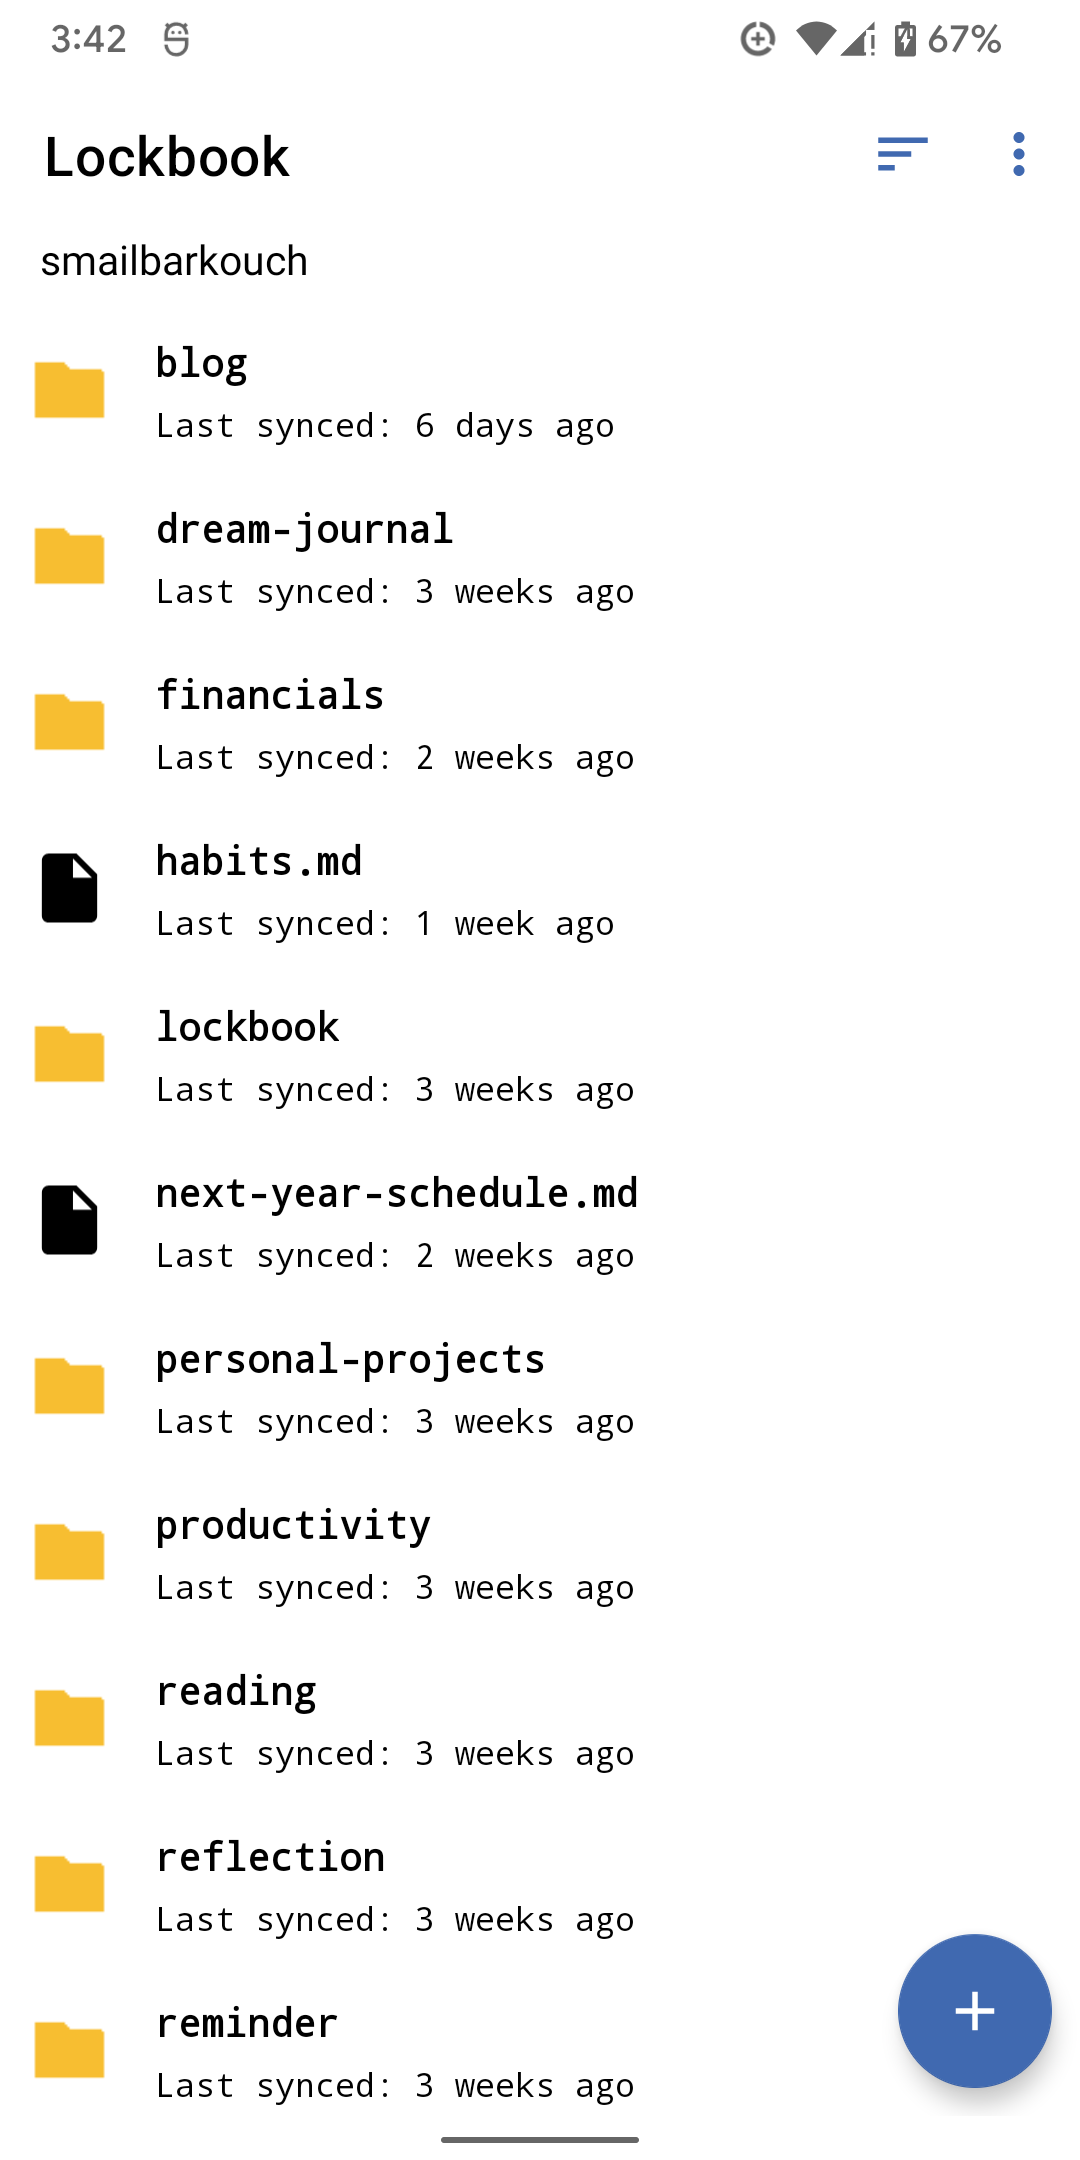 3:42
67%
Lockbook
smailbarkouch
blog
Last synced: 6 days ago
dream-journal
Last synced: 3 weeks ago
financials
Last synced: 2 weeks ago
habits.md
Last synced: 1 week ago
lockbook
Last synced: 3 weeks ago
next-year-schedule.md
Last synced: 2 weeks ago
personal-projects
Last synced: 3 weeks ago
productivity
Last synced: 3 weeks ago
reading
Last synced: 3 weeks ago
reflection
Last synced: 3 weeks ago
reminder
Last synced: 3 weeks ago